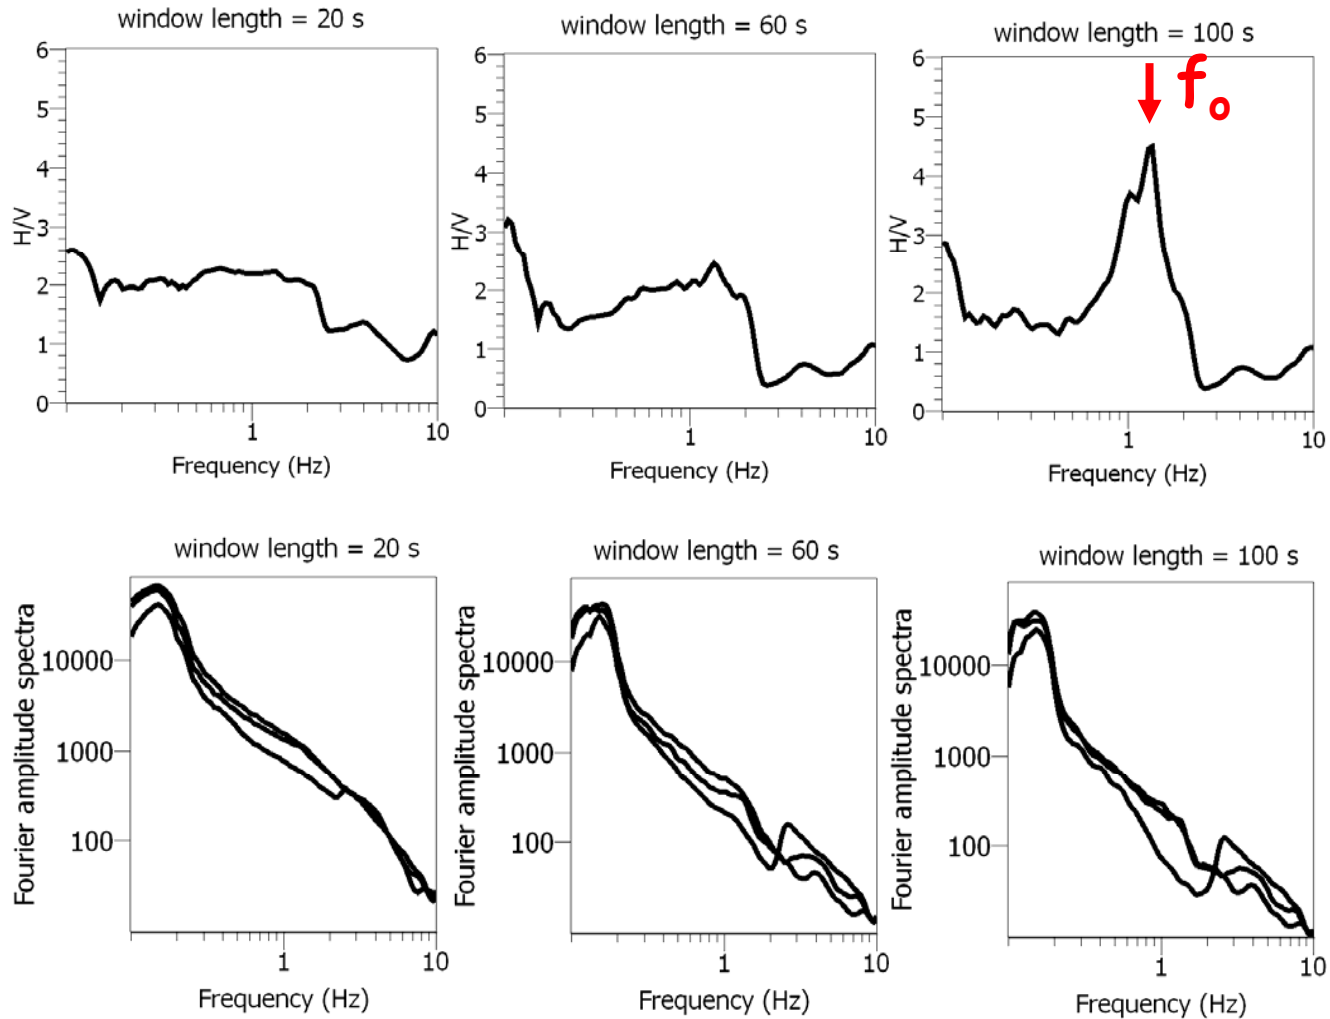 window length = 20 s
6
5
4
3
2
1
0
H/V
1
10
Frequency (Hz)
window length = 60 s
6
5
4
3
2
1
0
H/V
1
10
Frequency (Hz)
window length = 100 s
6
5
4
3
2
1
0
H/V
f₀
1
10
Frequency (Hz)
window length = 20 s
Fourier amplitude spectra
10000
1000
100
1
10
Frequency (Hz)
window length = 60 s
Fourier amplitude spectra
10000
1000
100
1
10
Frequency (Hz)
window length = 100 s
Fourier amplitude spectra
10000
1000
100
1
10
Frequency (Hz)